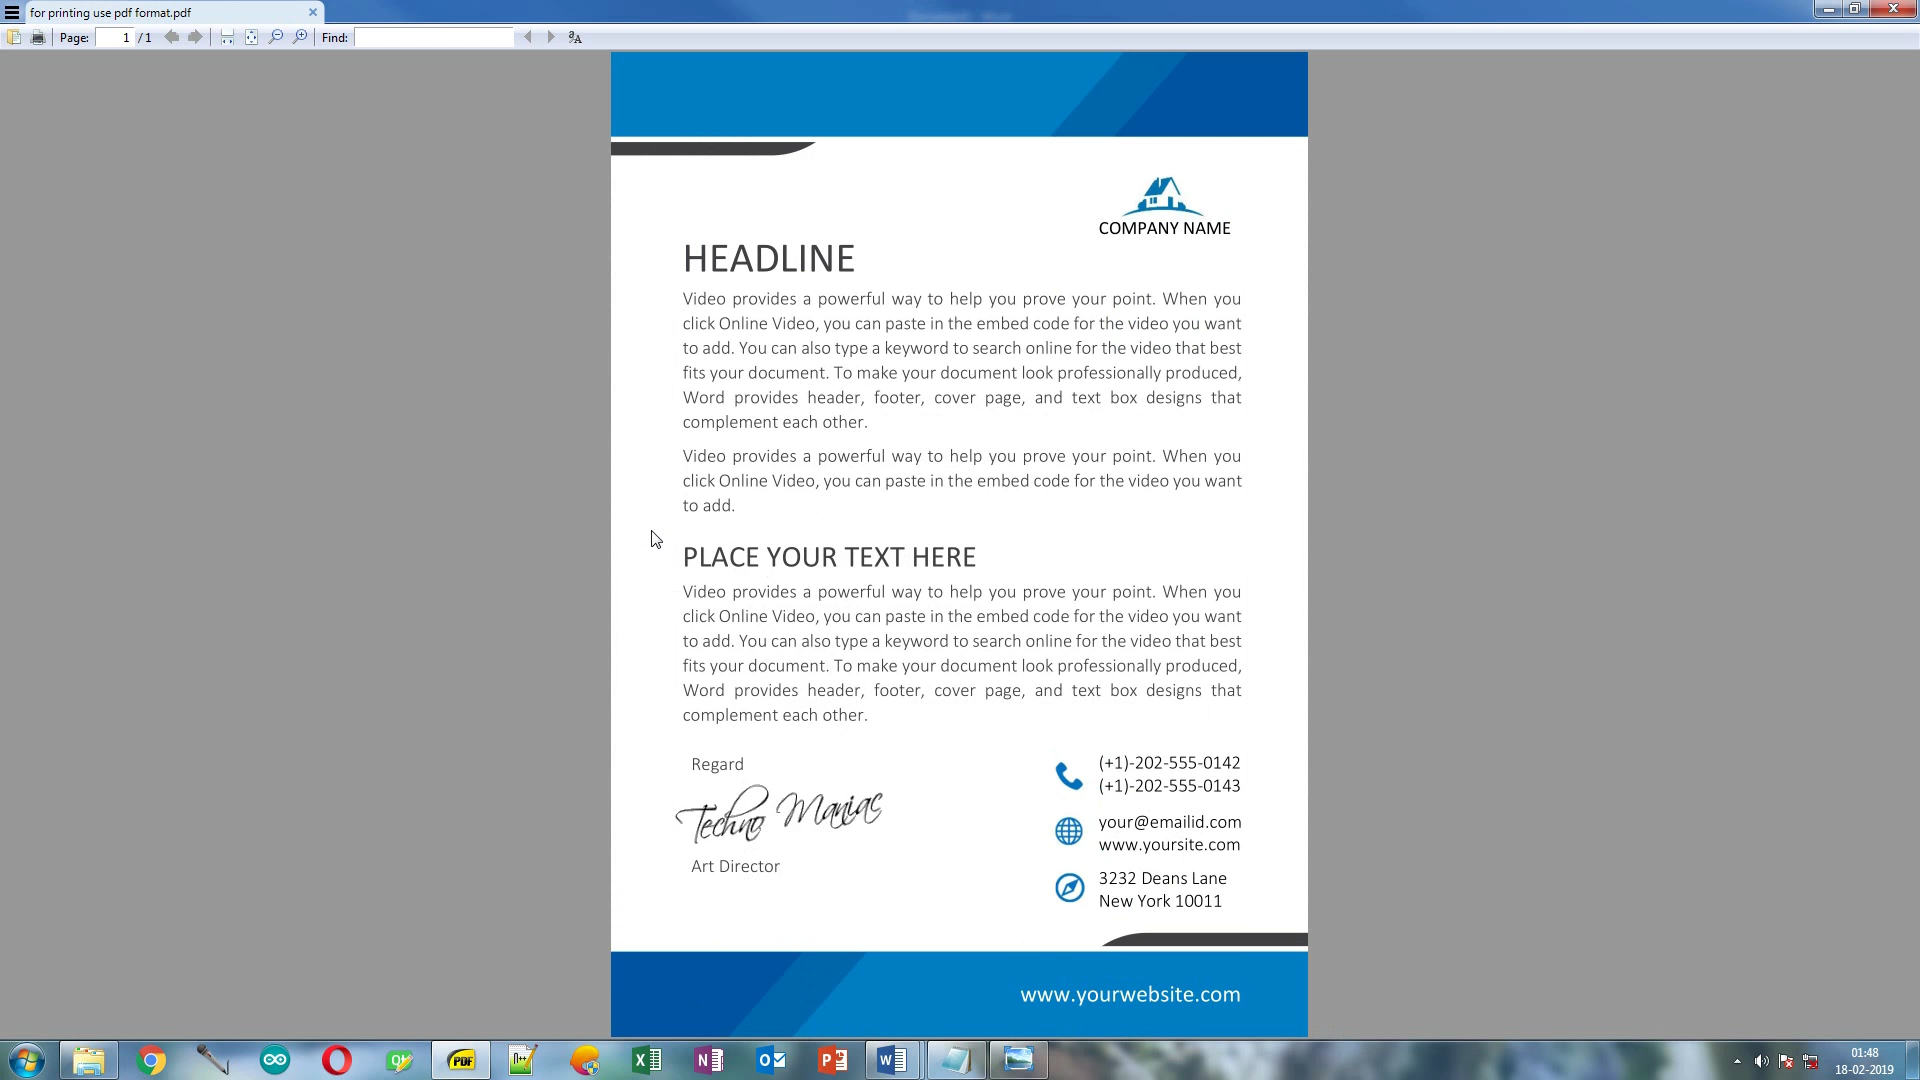 for printing use pdf format.pdf
Page: 1 / 1 Find:
COMPANY NAME
HEADLINE
Video provides a powerful way to help you prove your point. When you
click Online Video, you can paste in the embed code for the video you want
to add. You can also type a keyword to search online for the video that best
fits your document. To make your document look professionally produced,
Word provides header, footer, cover page, and text box designs that
complement each other.
Video provides a powerful way to help you prove your point. When you
click Online Video, you can paste in the embed code for the video you want
to add.
PLACE YOUR TEXT HERE
Video provides a powerful way to help you prove your point. When you
click Online Video, you can paste in the embed code for the video you want
to add. You can also type a keyword to search online for the video that best
fits your document. To make your document look professionally produced,
Word provides header, footer, cover page, and text box designs that
complement each other.
Regard
Techno Maniac
Art Director
(+1)-202-555-0142
(+1)-202-555-0143
your@emailid.com
www.yoursite.com
3232 Deans Lane
New York 10011
www.yourwebsite.com
PDF
01:48
18-02-2019